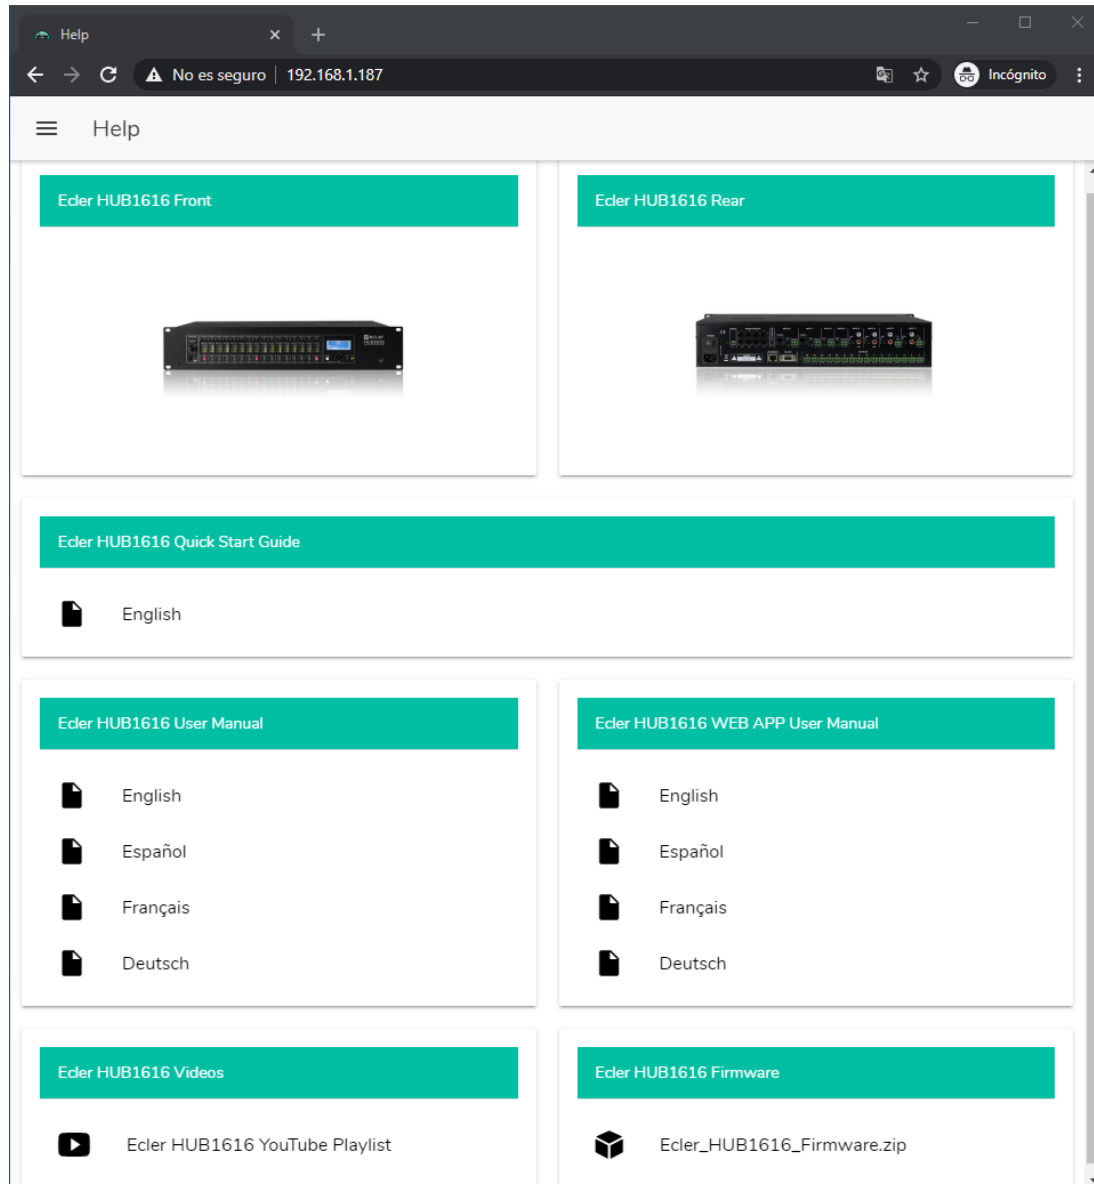 Help
No es seguro
192.168.1.187
Incógnito
Help
Ecler HUB1616 Front
Ecler HUB1616 Rear
ECLER
Ecler HUB1616 Quick Start Guide
English
Ecler HUB1616 User Manual
English
Español
Français
Deutsch
Ecler HUB1616 WEB APP User Manual
English
Español
Français
Deutsch
Ecler HUB1616 Videos
Ecler HUB1616 YouTube Playlist
Ecler HUB1616 Firmware
Ecler_HUB1616_Firmware.zip